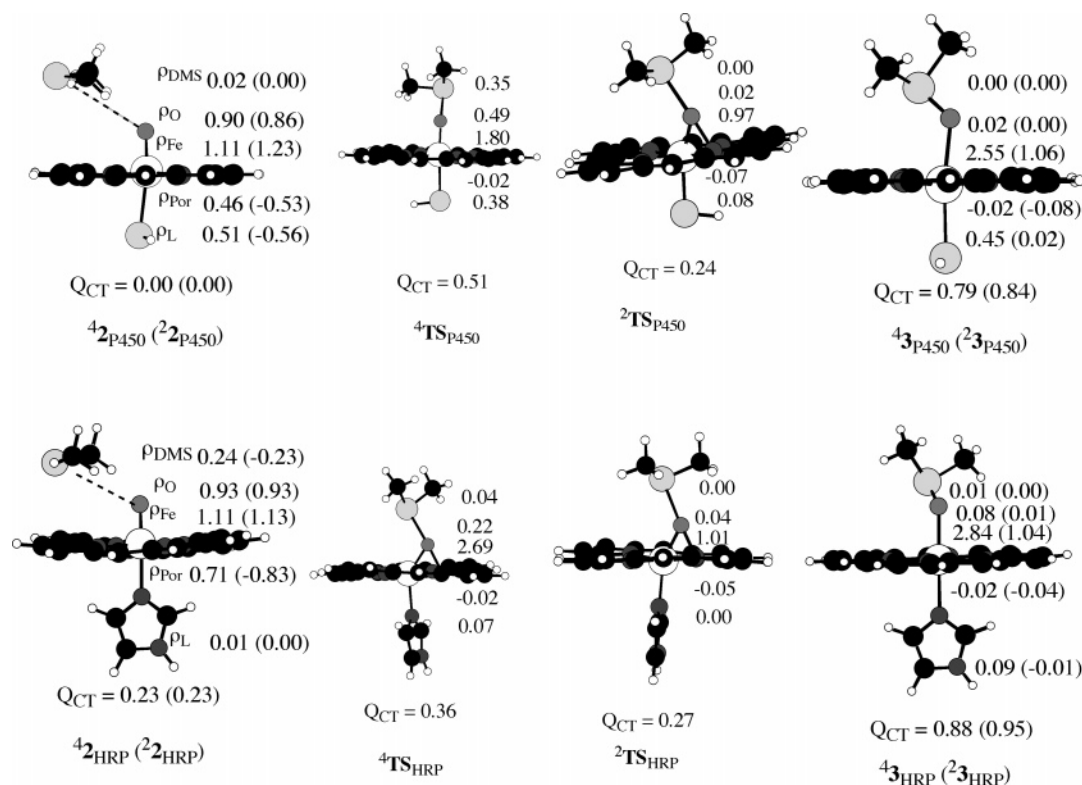 ρDMS 0.02 (0.00)
ρO 0.90 (0.86)
ρFe 1.11 (1.23)
ρPor 0.46 (-0.53)
ρL 0.51 (-0.56)
QCT = 0.00 (0.00)
⁴2P450 (²2P450)
0.35
0.49
1.80
-0.02
0.38
QCT = 0.51
⁴TSP450
0.00
0.02
0.97
-0.07
0.08
QCT = 0.24
²TSP450
0.00 (0.00)
0.02 (0.00)
2.55 (1.06)
-0.02 (-0.08)
0.45 (0.02)
QCT = 0.79 (0.84)
⁴3P450 (²3P450)
ρDMS 0.24 (-0.23)
ρO 0.93 (0.93)
ρFe 1.11 (1.13)
ρPor 0.71 (-0.83)
ρL 0.01 (0.00)
QCT = 0.23 (0.23)
⁴2HRP (²2HRP)
0.04
0.22
2.69
-0.02
0.07
QCT = 0.36
⁴TSHRP
0.00
0.04
1.01
-0.05
0.00
QCT = 0.27
²TSHRP
0.01 (0.00)
0.08 (0.01)
2.84 (1.04)
-0.02 (-0.04)
0.09 (-0.01)
QCT = 0.88 (0.95)
⁴3HRP (²3HRP)